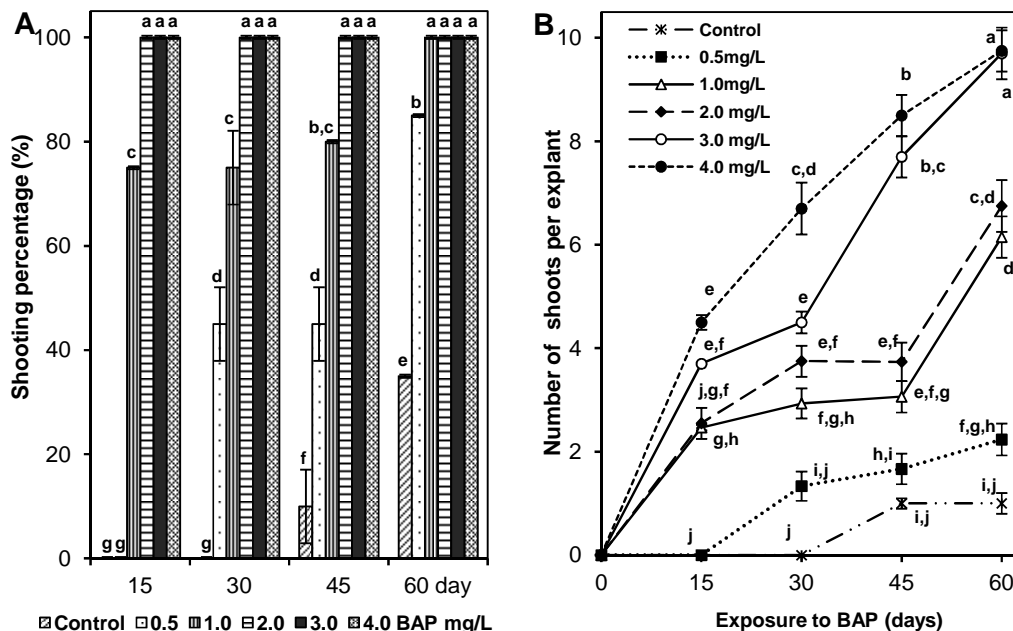 A
a a a
a a a
a a a
a a a
100
80
60
40
20
0
Shooting percentage (%)
g g
c
g
d
c
f
d
b,c
e
b
15
30
45
60 day
Control
0.5
1.0
2.0
3.0
4.0 BAP mg/L
B
Control
0.5mg/L
1.0mg/L
2.0 mg/L
3.0 mg/L
4.0 mg/L
10
8
6
4
2
0
Number of shoots per explant
a
a
b
b,c
c,d
c,d
d
e
e
e,f
e,f
e,f
e,f,g
j,g,f
g,h
f,g,h
f,g,h
h,i
i,j
i,j
i,j
j
j
0
15
30
45
60
Exposure to BAP (days)